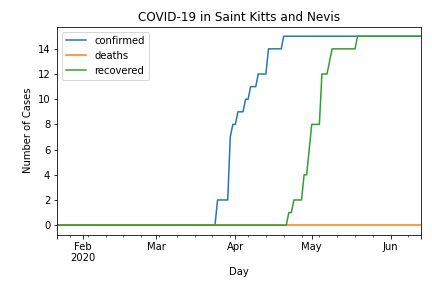 COVID-19 in Saint Kitts and Nevis
confirmed
deaths
recovered
Number of Cases
14
12
10
8
6
4
2
0
Feb Mar Apr May Jun
2020
Day